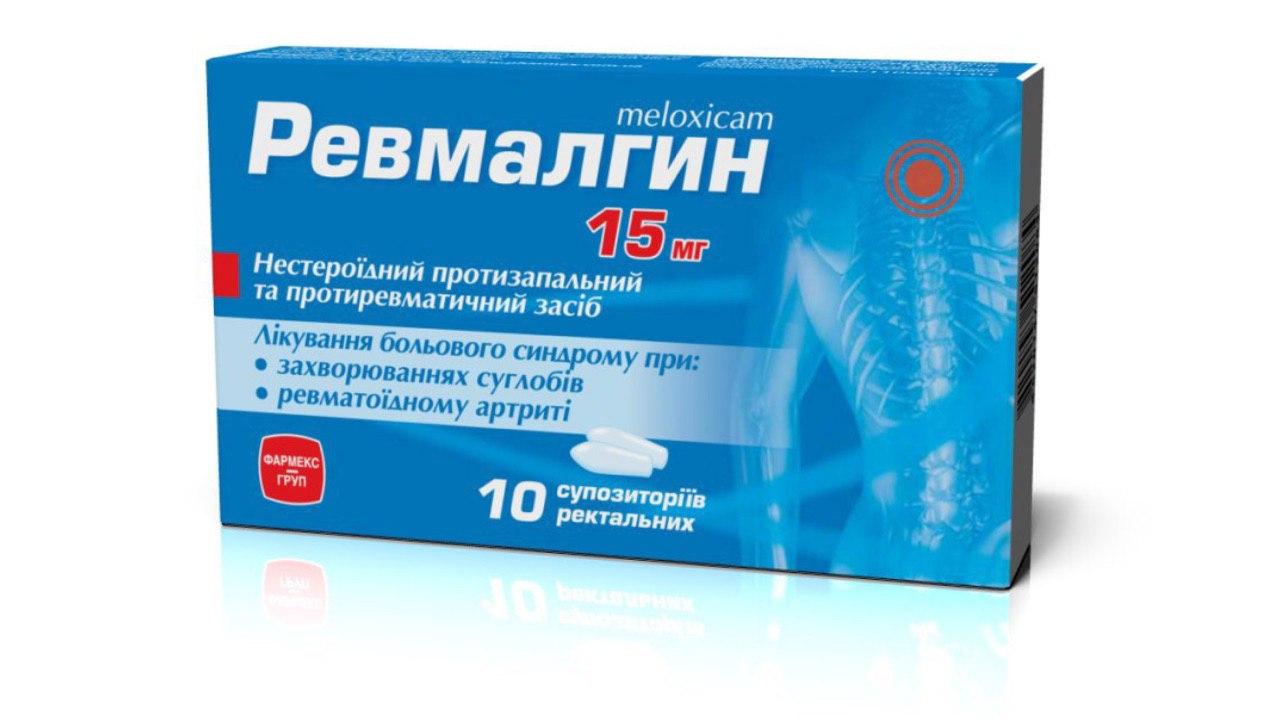 meloxicam
Ревмалгин
15 мг
Нестероїдний протизапальний
та протиревматичний засіб
Лікування больового синдрому при:
• захворюваннях суглобів
• ревматоїдному артриті
ФАРМЕКС
ГРУП
10 супозиторіїв
ректальних